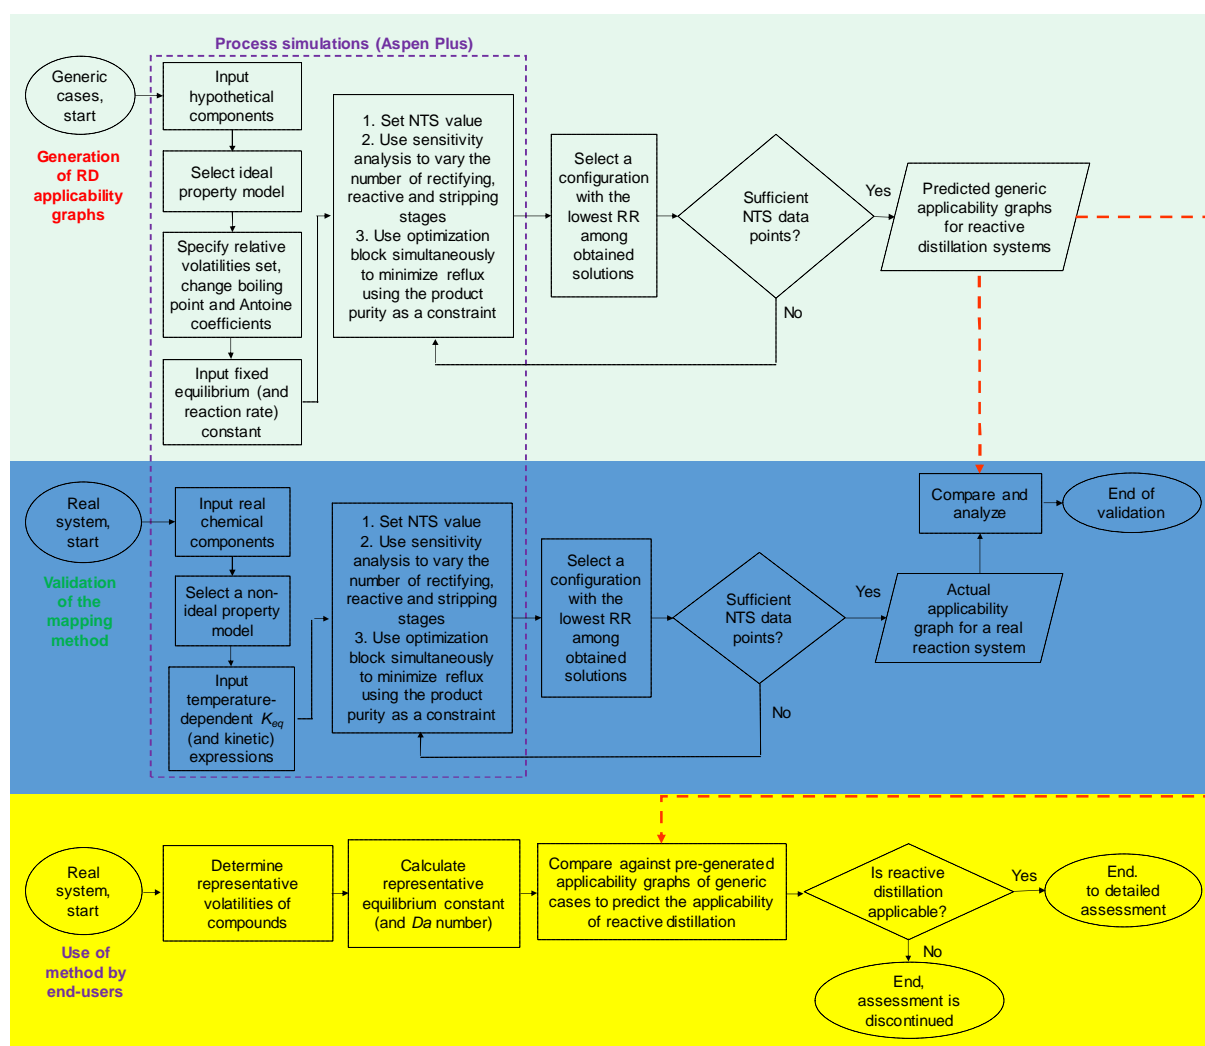 Process simulations (Aspen Plus)
Generic
cases,
start
Generation
of RD
applicability
graphs
Input
hypothetical
components
Select ideal
property model
Specify relative
volatilities set,
change boiling
point and Antoine
coefficients
Input fixed
equilibrium (and
reaction rate)
constant
1. Set NTS value
2. Use sensitivity
analysis to vary the
number of rectifying,
reactive and stripping
stages
3. Use optimization
block simultaneously
to minimize reflux
using the product
purity as a constraint
Select a
configuration
with the
lowest RR
among
obtained
solutions
Sufficient
NTS data
points?
Yes
No
Predicted generic
applicability graphs
for reactive
distillation systems
Real
system,
start
Validation
of the
mapping
method
Input real
chemical
components
Select a non-
ideal property
model
Input
temperature-
dependent Keq
(and kinetic)
expressions
1. Set NTS value
2. Use sensitivity
analysis to vary the
number of rectifying,
reactive and stripping
stages
3. Use optimization
block simultaneously
to minimize reflux
using the product
purity as a constraint
Select a
configuration
with the
lowest RR
among
obtained
solutions
Sufficient
NTS data
points?
Yes
No
Actual
applicability
graph for a real
reaction system
Compare and
analyze
End of
validation
Real
system,
start
Use of
method by
end-users
Determine
representative
volatilities of
compounds
Calculate
representative
equilibrium constant
(and Da number)
Compare against pre-generated
applicability graphs of generic
cases to predict the applicability
of reactive distillation
Is reactive
distillation
applicable?
Yes
No
End.
to detailed
assessment
End,
assessment is
discontinued